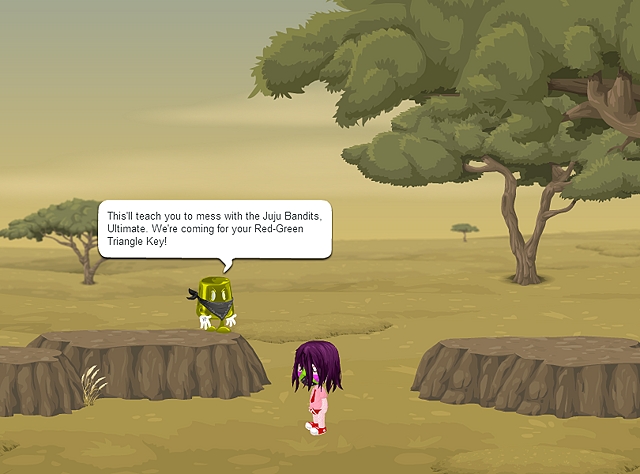 This'll teach you to mess with the Juju Bandits,
Ultimate. We're coming for your Red-Green
Triangle Key!